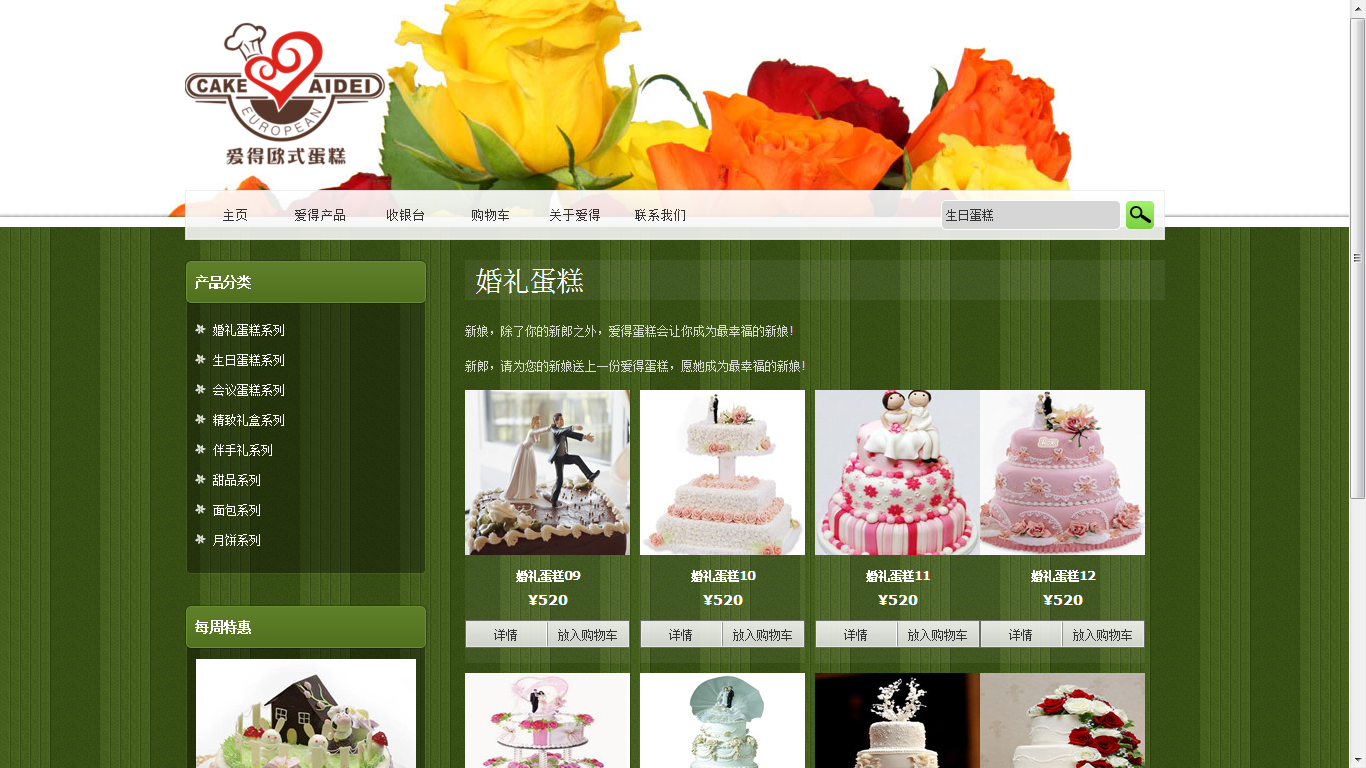 CAKE AIDEI
EUROPEAN
爱得欧式蛋糕
主页 爱得产品 收银台 购物车 关于爱得 联系我们 生日蛋糕
产品分类
婚礼蛋糕系列
生日蛋糕系列
会议蛋糕系列
精致礼盒系列
伴手礼系列
甜品系列
面包系列
月饼系列
每周特惠
婚礼蛋糕
新娘，除了你的新郎之外，爱得蛋糕会让你成为最幸福的新娘!
新郎，请为您的新娘送上一份爱得蛋糕，愿她成为最幸福的新娘!
婚礼蛋糕09 婚礼蛋糕10 婚礼蛋糕11 婚礼蛋糕12
¥520 ¥520 ¥520 ¥520
详情 放入购物车 详情 放入购物车 详情 放入购物车 详情 放入购物车